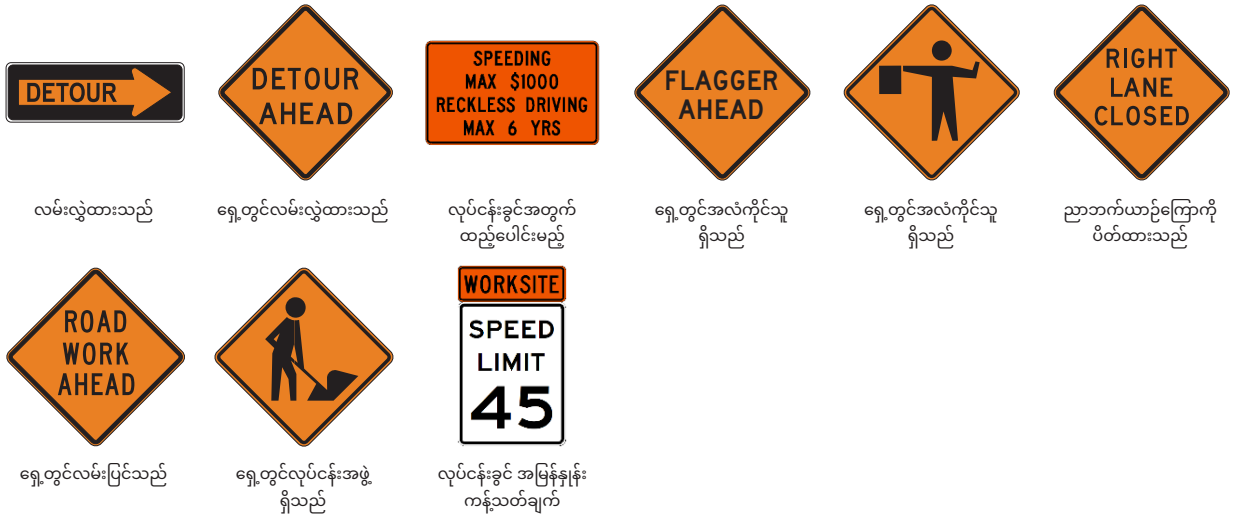 DETOUR
DETOUR
AHEAD
SPEEDING
MAX $1000
RECKLESS DRIVING
MAX 6 YRS
FLAGGER
AHEAD
RIGHT
LANE
CLOSED
လမ်းလွှဲထားသည်
ရှေ့တွင်လမ်းလွှဲထားသည်
လုပ်ငန်းခွင်အတွက်
ထည့်ပေါင်းမည့်
ရှေ့တွင်အလံကိုင်သူ
ရှိသည်
ရှေ့တွင်အလံကိုင်သူ
ရှိသည်
ညာဘက်ယာဉ်ကြောကို
ပိတ်ထားသည်
ROAD
WORK
AHEAD
WORKSITE
SPEED
LIMIT
45
ရှေ့တွင်လမ်းပြင်သည်
ရှေ့တွင်လုပ်ငန်းအဖွဲ့
ရှိသည်
လုပ်ငန်းခွင် အမြန်နှုန်း
ကန့်သတ်ချက်